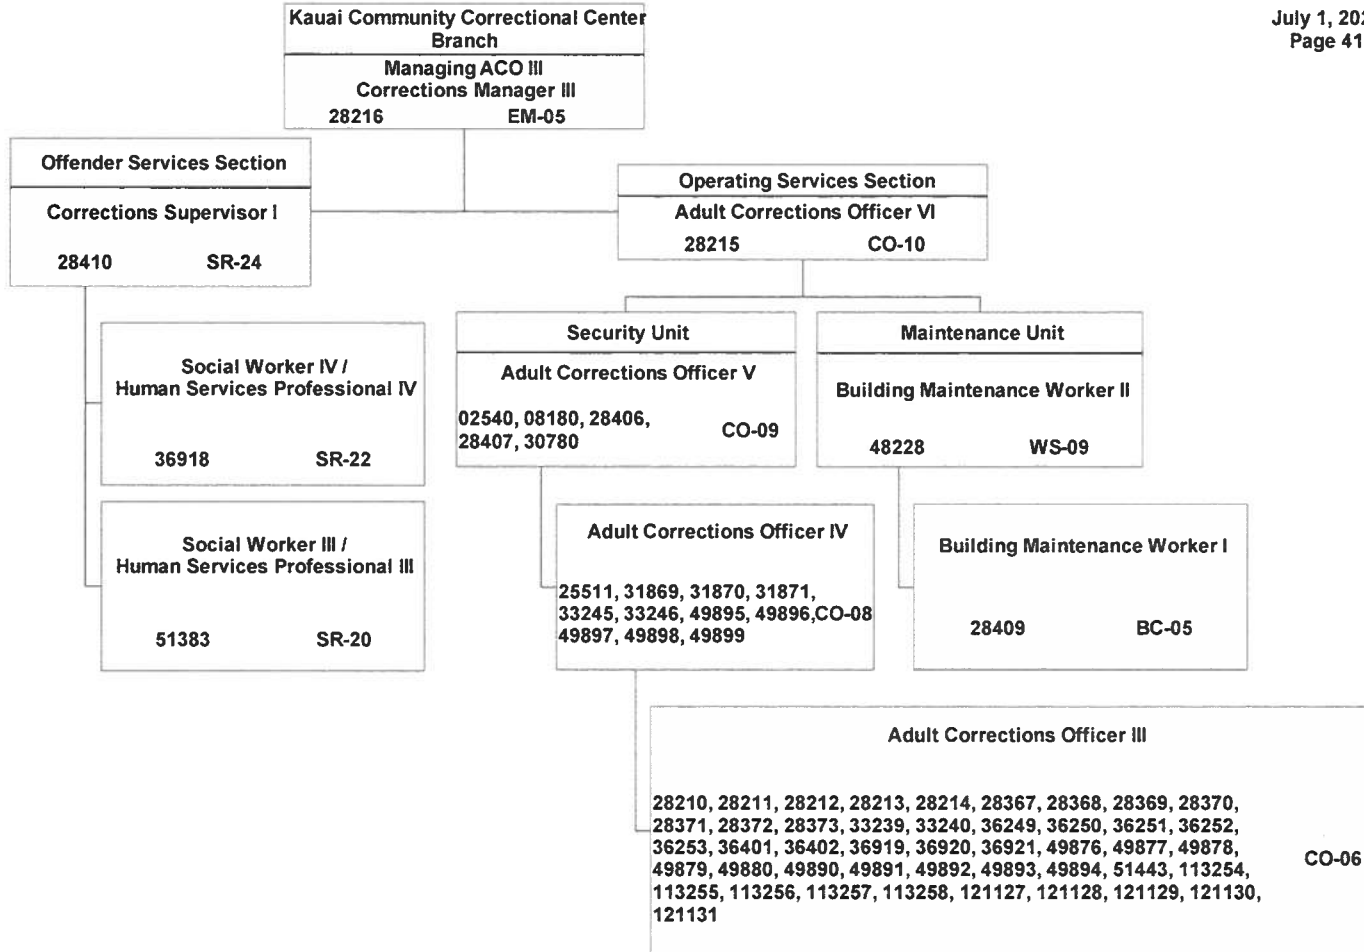 July 1, 202
Page 41
Kauai Community Correctional Center
Branch
Managing ACO III
Corrections Manager III
28216 EM-05
Offender Services Section
Corrections Supervisor I
28410 SR-24
Operating Services Section
Adult Corrections Officer VI
28215 CO-10
Social Worker IV /
Human Services Professional IV
36918 SR-22
Social Worker III /
Human Services Professional III
51383 SR-20
Security Unit
Adult Corrections Officer V
02540, 08180, 28406,
28407, 30780
CO-09
Maintenance Unit
Building Maintenance Worker II
48228 WS-09
Adult Corrections Officer IV
25511, 31869, 31870, 31871,
33245, 33246, 49895, 49896,CO-08
49897, 49898, 49899
Building Maintenance Worker I
28409 BC-05
Adult Corrections Officer III
28210, 28211, 28212, 28213, 28214, 28367, 28368, 28369, 28370,
28371, 28372, 28373, 33239, 33240, 36249, 36250, 36251, 36252,
36253, 36401, 36402, 36919, 36920, 36921, 49876, 49877, 49878,
49879, 49880, 49890, 49891, 49892, 49893, 49894, 51443, 113254,
113255, 113256, 113257, 113258, 121127, 121128, 121129, 121130,
121131
CO-06